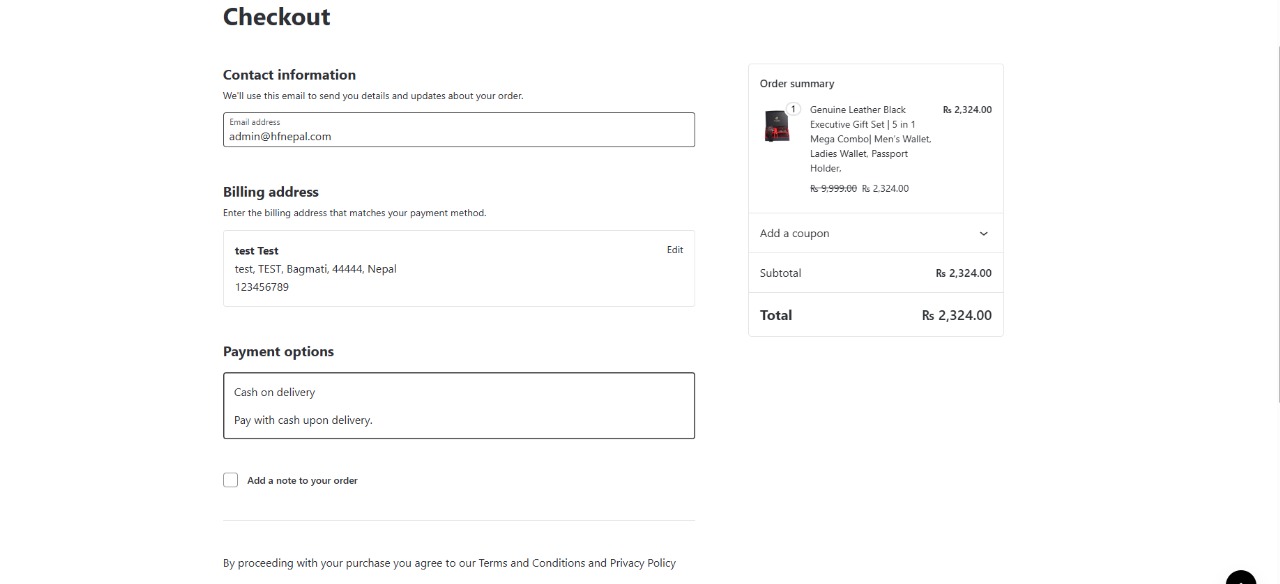 Checkout
Contact information
We'll use this email to send you details and updates about your order.
Email address
admin@hfnepal.com
Billing address
Enter the billing address that matches your payment method.
test Test
Edit
test, TEST, Bagmati, 44444, Nepal
123456789
Payment options
Cash on delivery
Pay with cash upon delivery.
Add a note to your order
By proceeding with your purchase you agree to our Terms and Conditions and Privacy Policy
Order summary
1
Genuine Leather Black
Executive Gift Set | 5 in 1
Mega Combo| Men's Wallet,
Ladies Wallet, Passport
Holder.
₨ 2,324.00
₨ 9,999.00 ₨ 2,324.00
Add a coupon
Subtotal ₨ 2,324.00
Total ₨ 2,324.00